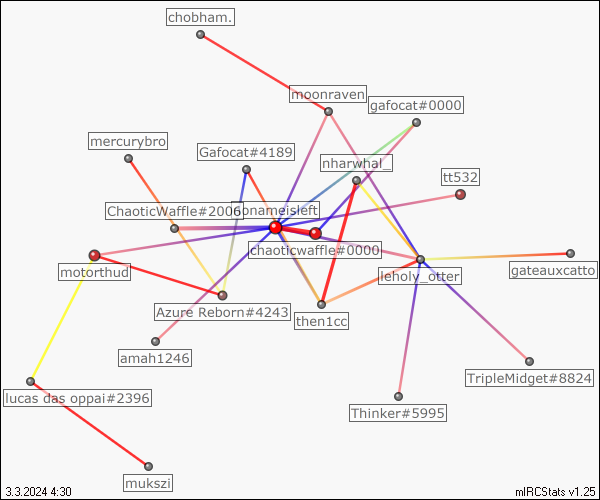 chobham.
moonraven
gafocat#0000
mercurybro
Gafocat#4189
nharwhal_
tt532
ChaoticWaffle#2006
nonameisleft
chaoticwaffle#0000
motorthud
leholy_otter
gateauxcatto
Azure Reborn#4243
then1cc
amah1246
TripleMidget#8824
lucas das oppai#2396
Thinker#5995
mukszi
3.3.2024 4:30
mIRCStats v1.25